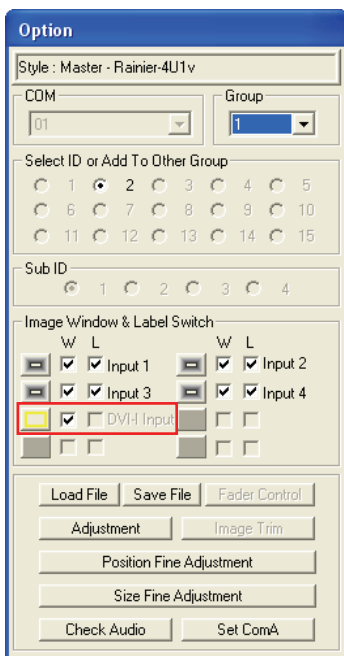 Option
Style : Master - Rainier-4U1v
COM Group
01 1
Select ID or Add To Other Group
1 2 3 4 5
6 7 8 9 10
11 12 13 14 15
Sub ID
1 2 3 4
Image Window & Label Switch
W L W L
Input 1 Input 2
Input 3 Input 4
DVI-I Input
Load File Save File Fader Control
Adjustment Image Trim
Position Fine Adjustment
Size Fine Adjustment
Check Audio Set ComA